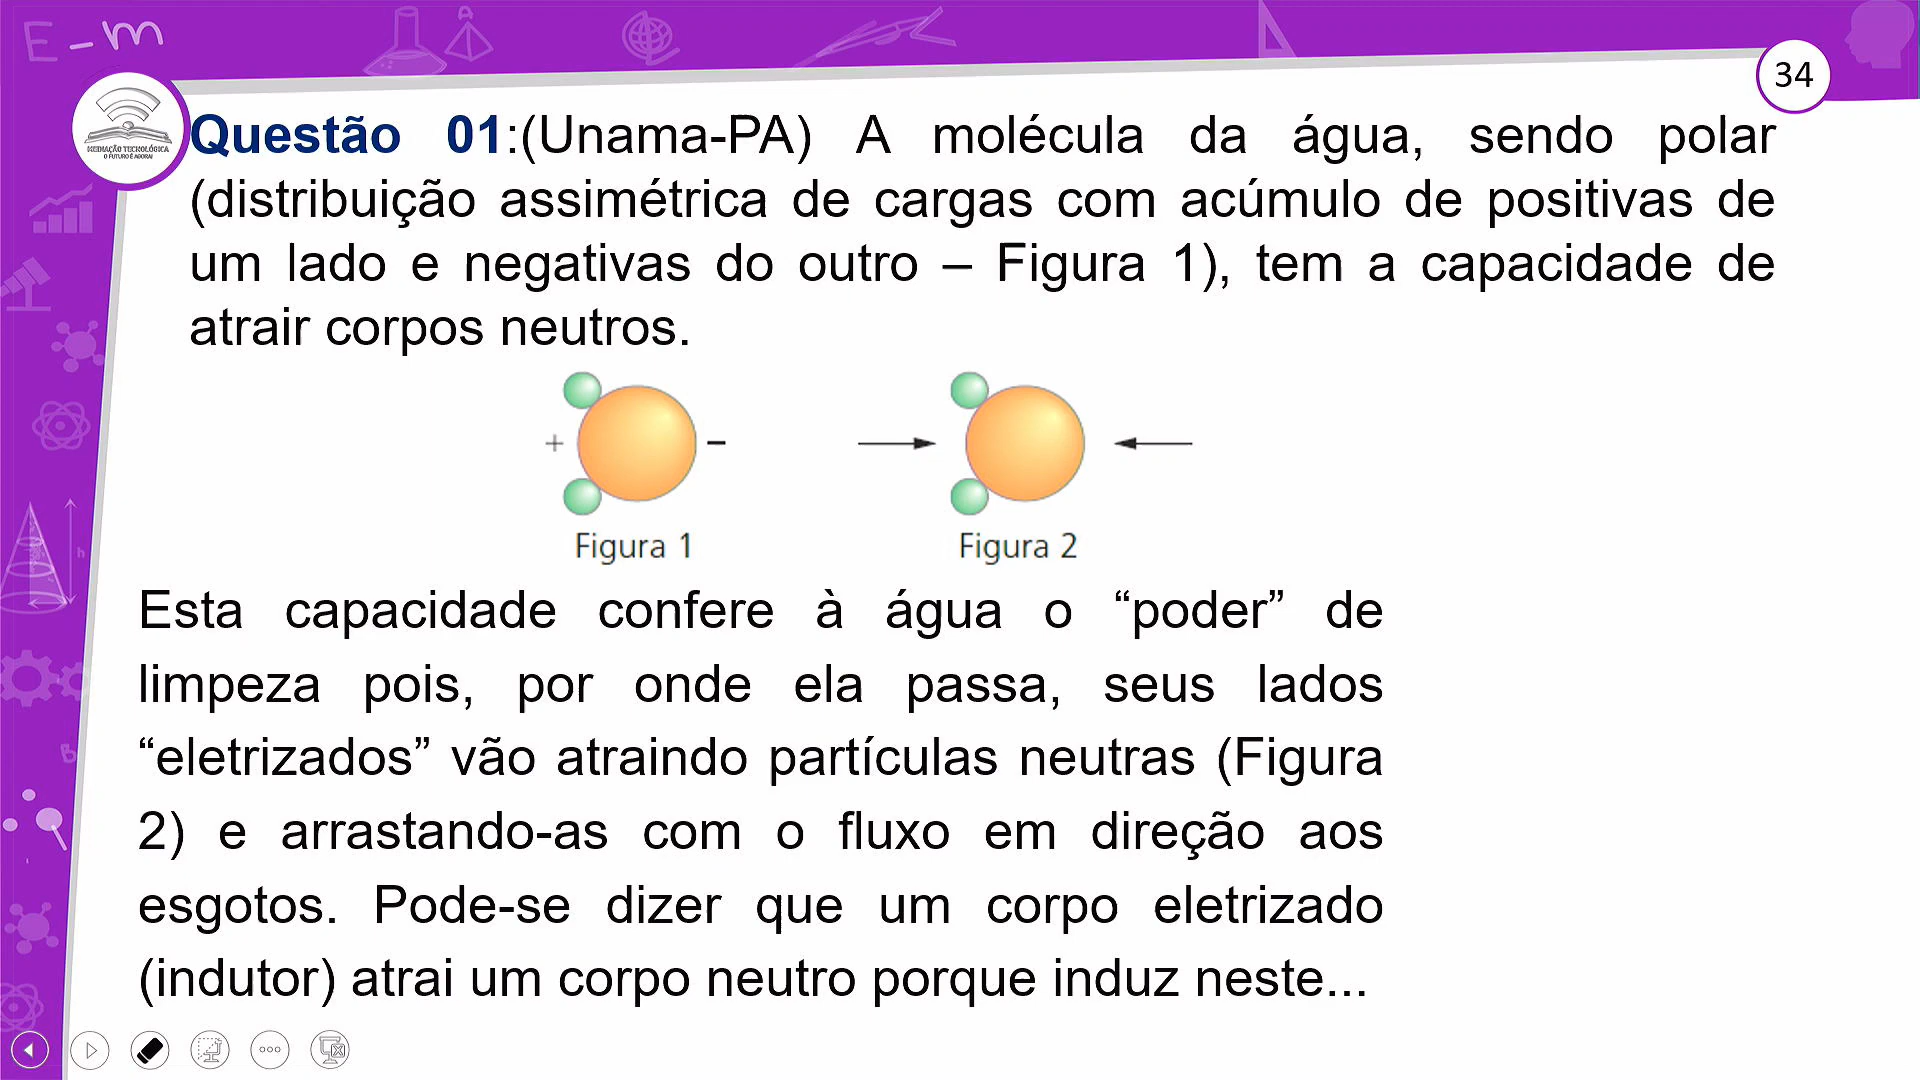 E - m
34
MEDIAÇÃO TECNOLÓGICA
O FUTURO É AGORA!
Questão 01:(Unama-PA) A molécula da água, sendo polar
(distribuição assimétrica de cargas com acúmulo de positivas de
um lado e negativas do outro – Figura 1), tem a capacidade de
atrair corpos neutros.
+ –
Figura 1 Figura 2
Esta capacidade confere à água o “poder” de
limpeza pois, por onde ela passa, seus lados
“eletrizados” vão atraindo partículas neutras (Figura
2) e arrastando-as com o fluxo em direção aos
esgotos. Pode-se dizer que um corpo eletrizado
(indutor) atrai um corpo neutro porque induz neste...